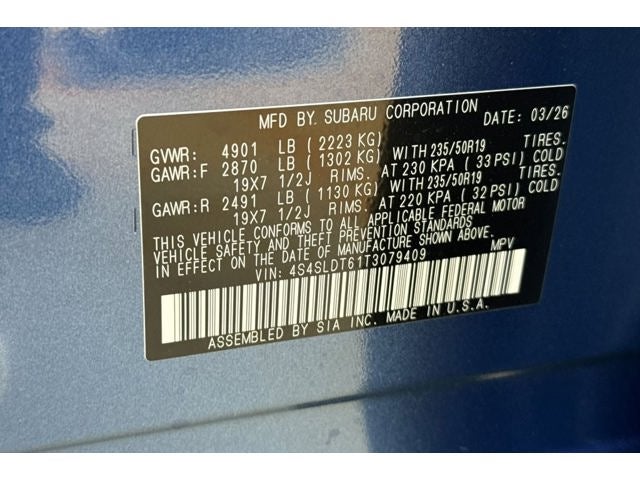 MFD BY. SUBARU CORPORATION DATE: 03/26
GVWR: 4901 LB ( 2223 KG)
GAWR:F 2870 LB ( 1302 KG) WITH 235/50R19 TIRES.
19X7 1/2J RIMS. AT 230 KPA ( 33 PSI) COLD
GAWR:R 2491 LB ( 1130 KG) WITH 235/50R19 TIRES.
19X7 1/2J RIMS. AT 220 KPA ( 32 PSI) COLD
THIS VEHICLE CONFORMS TO ALL APPLICABLE FEDERAL MOTOR
VEHICLE SAFETY AND THEFT PREVENTION STANDARDS
IN EFFECT ON THE DATE OF MANUFACTURE SHOWN ABOVE.
VIN: 4S4SLDT61T3079409 MPV
ASSEMBLED BY SIA INC. MADE IN U.S.A.